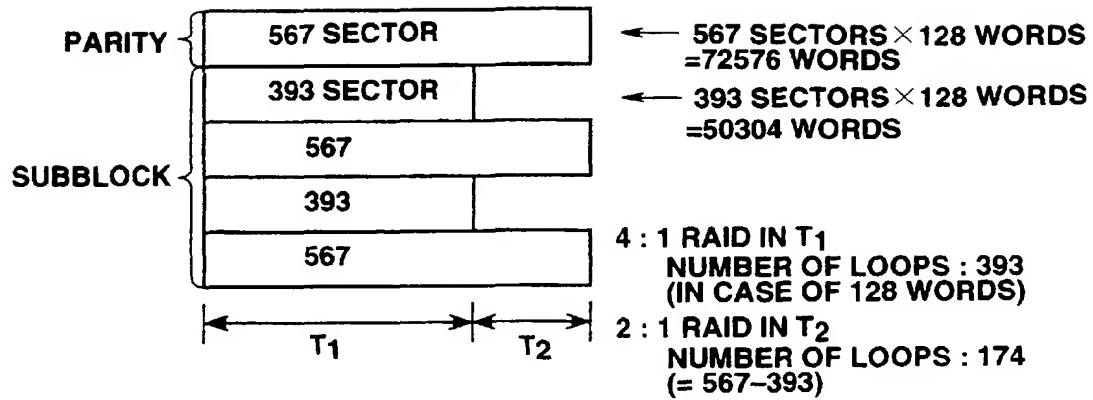 PARITY
567 SECTOR
← 567 SECTORS×128 WORDS
=72576 WORDS
393 SECTOR
← 393 SECTORS×128 WORDS
=50304 WORDS
SUBBLOCK
567
393
567
4 : 1 RAID IN T1
NUMBER OF LOOPS : 393
(IN CASE OF 128 WORDS)
T1
T2
2 : 1 RAID IN T2
NUMBER OF LOOPS : 174
(= 567–393)